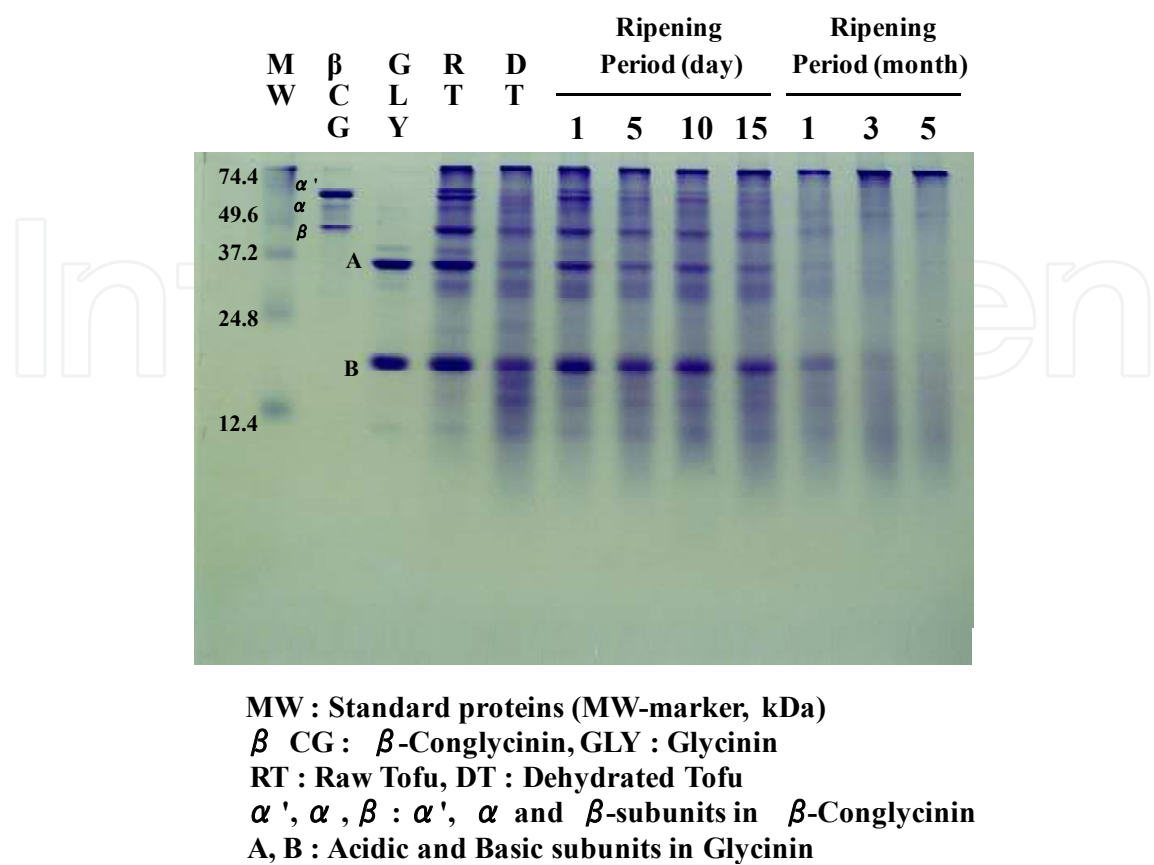 Ripening Ripening
M β G R D Period (day) Period (month)
W C L T T
G Y 1 5 10 15 1 3 5
74.4 α'
α
49.6
β
37.2 A
24.8
B
12.4
MW : Standard proteins (MW-marker, kDa)
β CG : β-Conglycinin, GLY : Glycinin
RT : Raw Tofu, DT : Dehydrated Tofu
α', α, β : α', α and β-subunits in β-Conglycinin
A, B : Acidic and Basic subunits in Glycinin